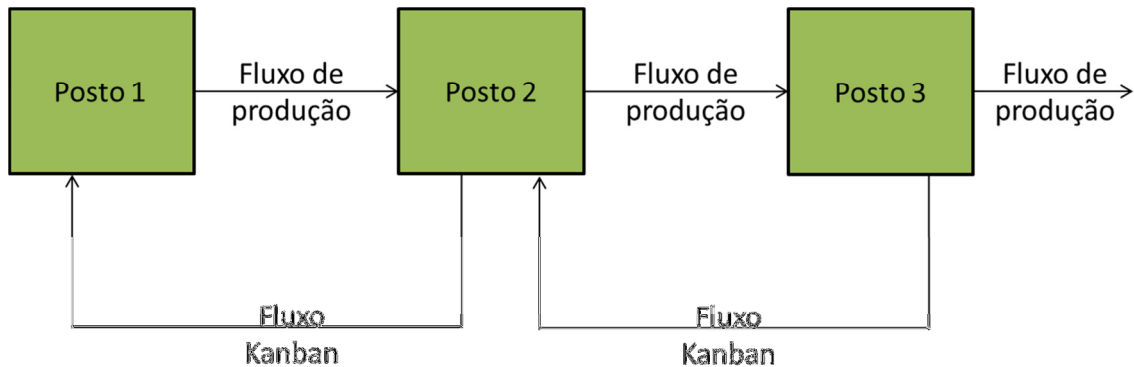 Posto 1
Fluxo de
produção
Posto 2
Fluxo de
produção
Posto 3
Fluxo de
produção
Fluxo
Kanban
Fluxo
Kanban